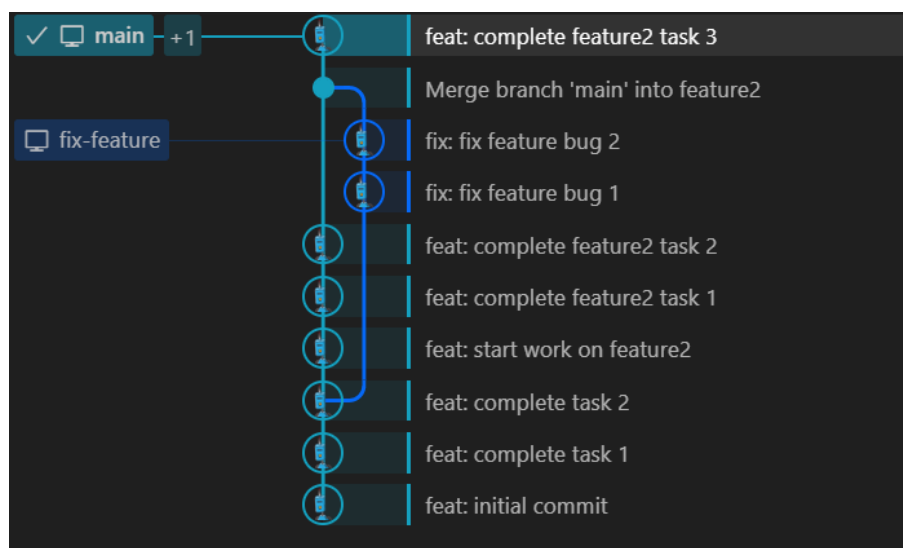 main +1 feat: complete feature2 task 3
Merge branch 'main' into feature2
fix-feature fix: fix feature bug 2
fix: fix feature bug 1
feat: complete feature2 task 2
feat: complete feature2 task 1
feat: start work on feature2
feat: complete task 2
feat: complete task 1
feat: initial commit